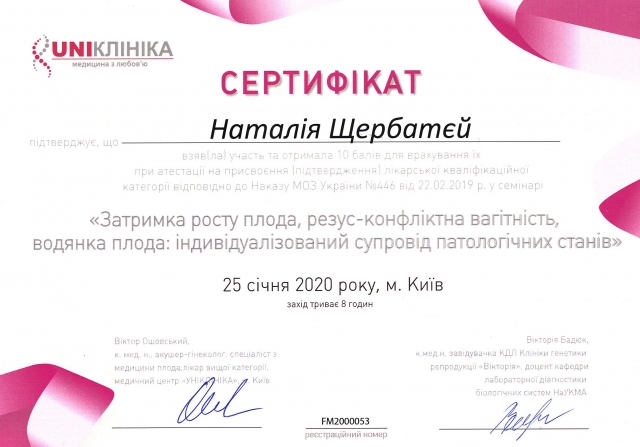 UNIКЛІНІКА
медицина з любов'ю
СЕРТИФІКАТ
Наталія Щербатєй
підтверджує, що
взяв(ла) участь та отримала 10 балів для врахування їх
при атестації на присвоєння (підтвердження) лікарської кваліфікаційної
категорії відповідно до Наказу МОЗ України №446 від 22.02.2019 р. у семінарі
«Затримка росту плода, резус-конфліктна вагітність,
водянка плода: індивідуалізований супровід патологічних станів»
25 січня 2020 року, м. Київ
захід триває 8 годин
Віктор Ошовський,
к. мед. н., акушер-гінеколог, спеціаліст з
медицини плода,лікар вищої категорії,
медичний центр «УНІКЛІНІКА», м. Київ
Вікторія Бадюк,
к.мед.н. завідувачка КДЛ Клініки генетики
репродукції «Вікторія», доцент кафедри
лабораторної діагностики
біологічних систем НаУКМА
FM2000053
реєстраційний номер